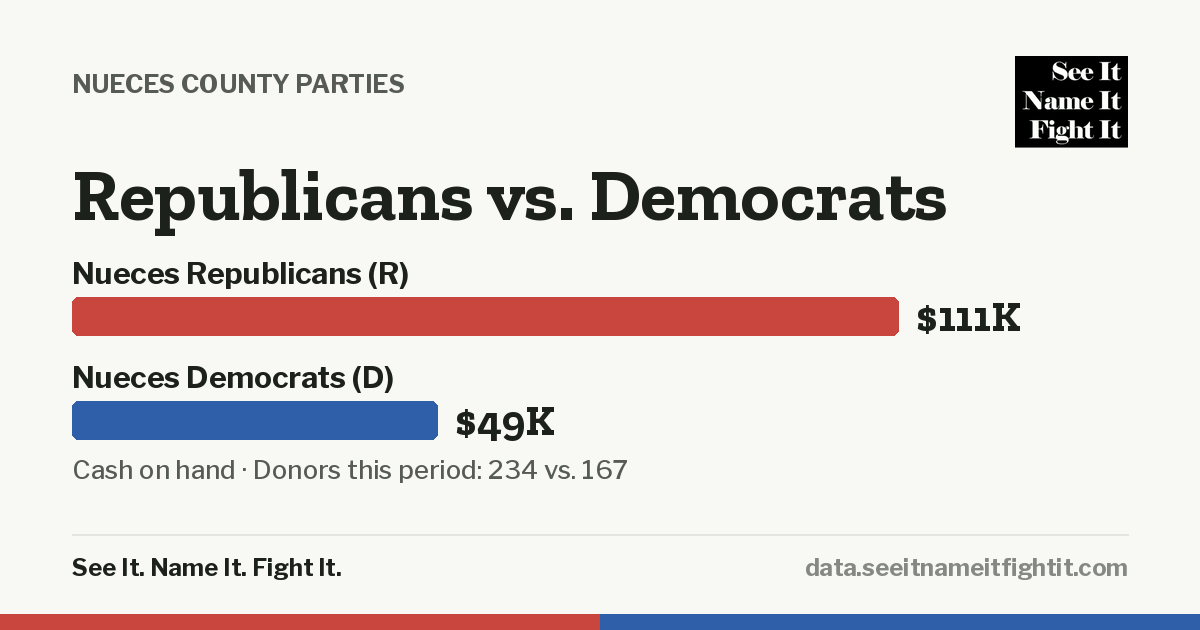 NUECES COUNTY PARTIES
See It
Name It
Fight It
Republicans vs. Democrats
Nueces Republicans (R)
$111K
Nueces Democrats (D)
$49K
Cash on hand · Donors this period: 234 vs. 167
See It. Name It. Fight It.
data.seeitnameitfightit.com